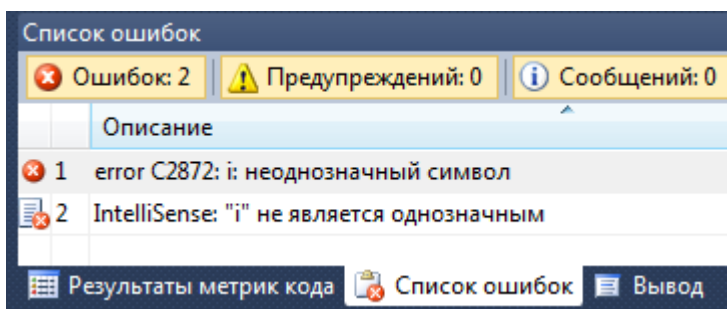 Список ошибок
Ошибок: 2 Предупреждений: 0 Сообщений: 0
Описание
1 error C2872: i: неоднозначный символ
2 IntelliSense: "i" не является однозначным
Результаты метрик кода Список ошибок Вывод